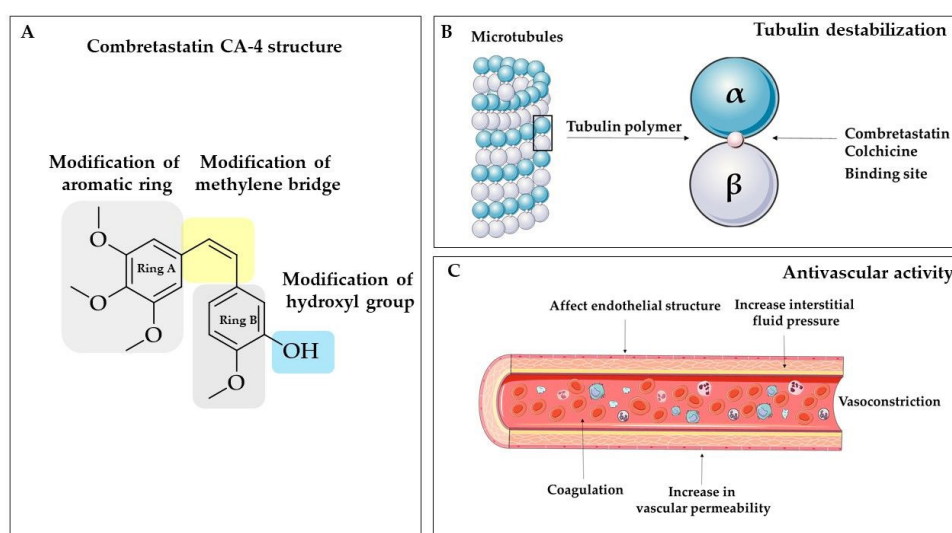 A
Combretastatin CA-4 structure
Modification of
aromatic ring
Modification of
methylene bridge
Ring A
O
O
O
Modification of
hydroxyl group
Ring B
OH
O
B
Tubulin destabilization
Microtubules
Tubulin polymer
α
β
Combretastatin
Colchicine
Binding site
C
Antivascular activity
Affect endothelial structure
Increase interstitial
fluid pressure
Vasoconstriction
Coagulation
Increase in
vascular permeability